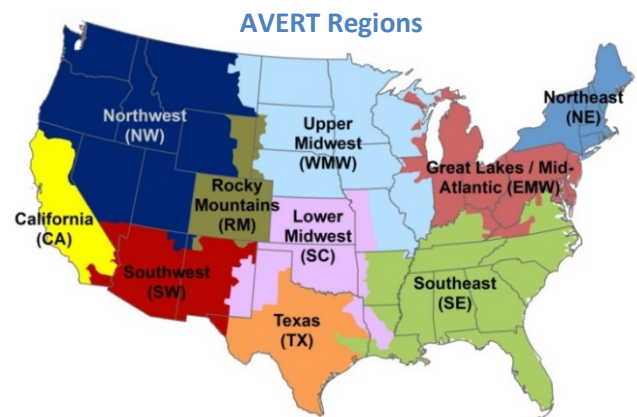 AVERT Regions
Northwest
(NW)
Upper
Midwest
(WMW)
Northeast
(NE)
Great Lakes / Mid-
Atlantic (EMW)
Rocky
Mountains
(RM)
California
(CA)
Lower
Midwest
(SC)
Southwest
(SW)
Southeast
(SE)
Texas
(TX)